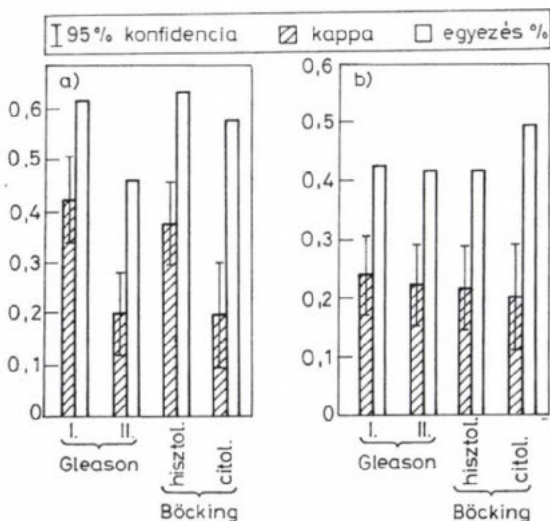 95% konfidencia kappa egyezés %
a)
0,6
0,5
0,4
0,3
0,2
0,1
0
I. II. hisztol. citol.
Gleason
Böcking
b)
0,6
0,5
0,4
0,3
0,2
0,1
0
I. II. hisztol. citol.
Gleason
Böcking